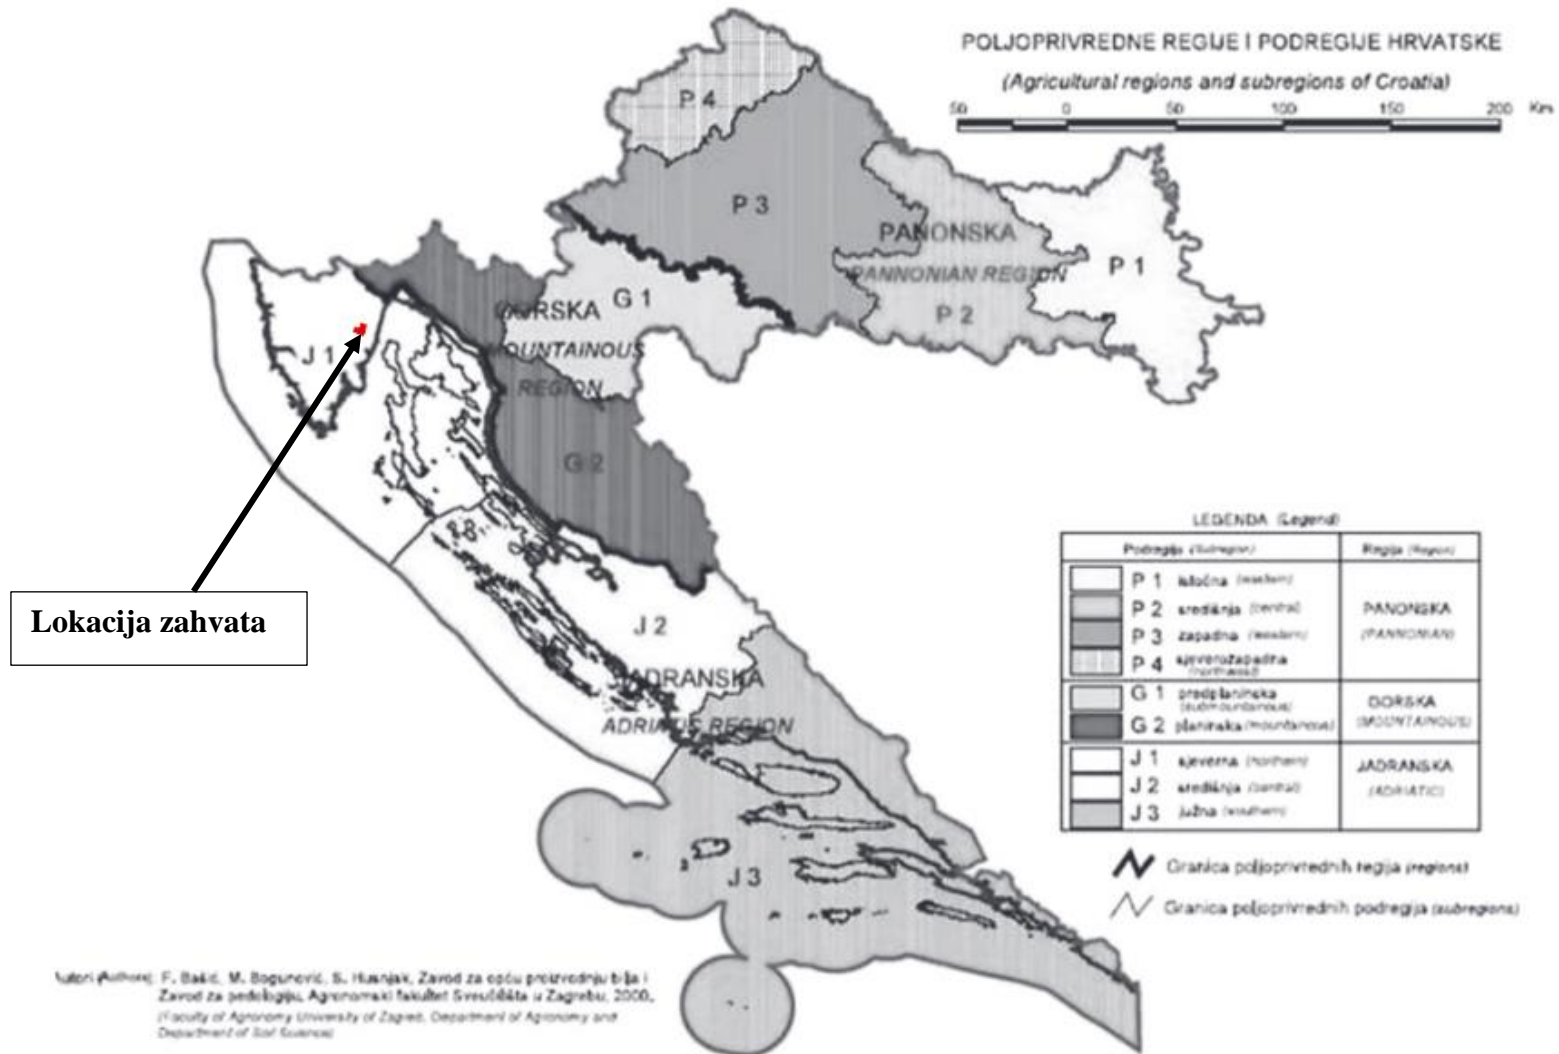 POLJOPRIVREDNE REGIJE I PODREGIJE HRVATSKE
(Agricultural regions and subregions of Croatia)
50 0 50 100 150 200 Km
P 4
P 3
PANONSKA
PANNONIAN REGION
P 1
P 2
GORSKA
G 1
MOUNTAINOUS
REGION
J 1
G 2
Lokacija zahvata
J 2
JADRANSKA
ADRIATIC REGION
J 3
LEGENDA (Legend)
Podregija (Subregion) Regija (Region)
P 1 istočna (eastern)
P 2 središnja (central)
P 3 zapadna (western)
P 4 sjeverozapadna (northwest)
PANONSKA
(PANNONIAN)
G 1 predplaninska (submountainous)
G 2 planinska (mountainous)
GORSKA
(MOUNTAINOUS)
J 1 sjeverna (northern)
J 2 središnja (central)
J 3 južna (southern)
JADRANSKA
(ADRIATIC)
Granica poljoprivrednih regija (regions)
Granica poljoprivrednih podregija (subregions)
Autori (Authors): F. Bašić, M. Bogunović, S. Husnjak, Zavod za opću proizvodnju bilja i
Zavod za pedologiju, Agronomski fakultet Sveučilišta u Zagrebu, 2000.
(Faculty of Agronomy University of Zagreb, Department of Agronomy and
Department of Soil Science)